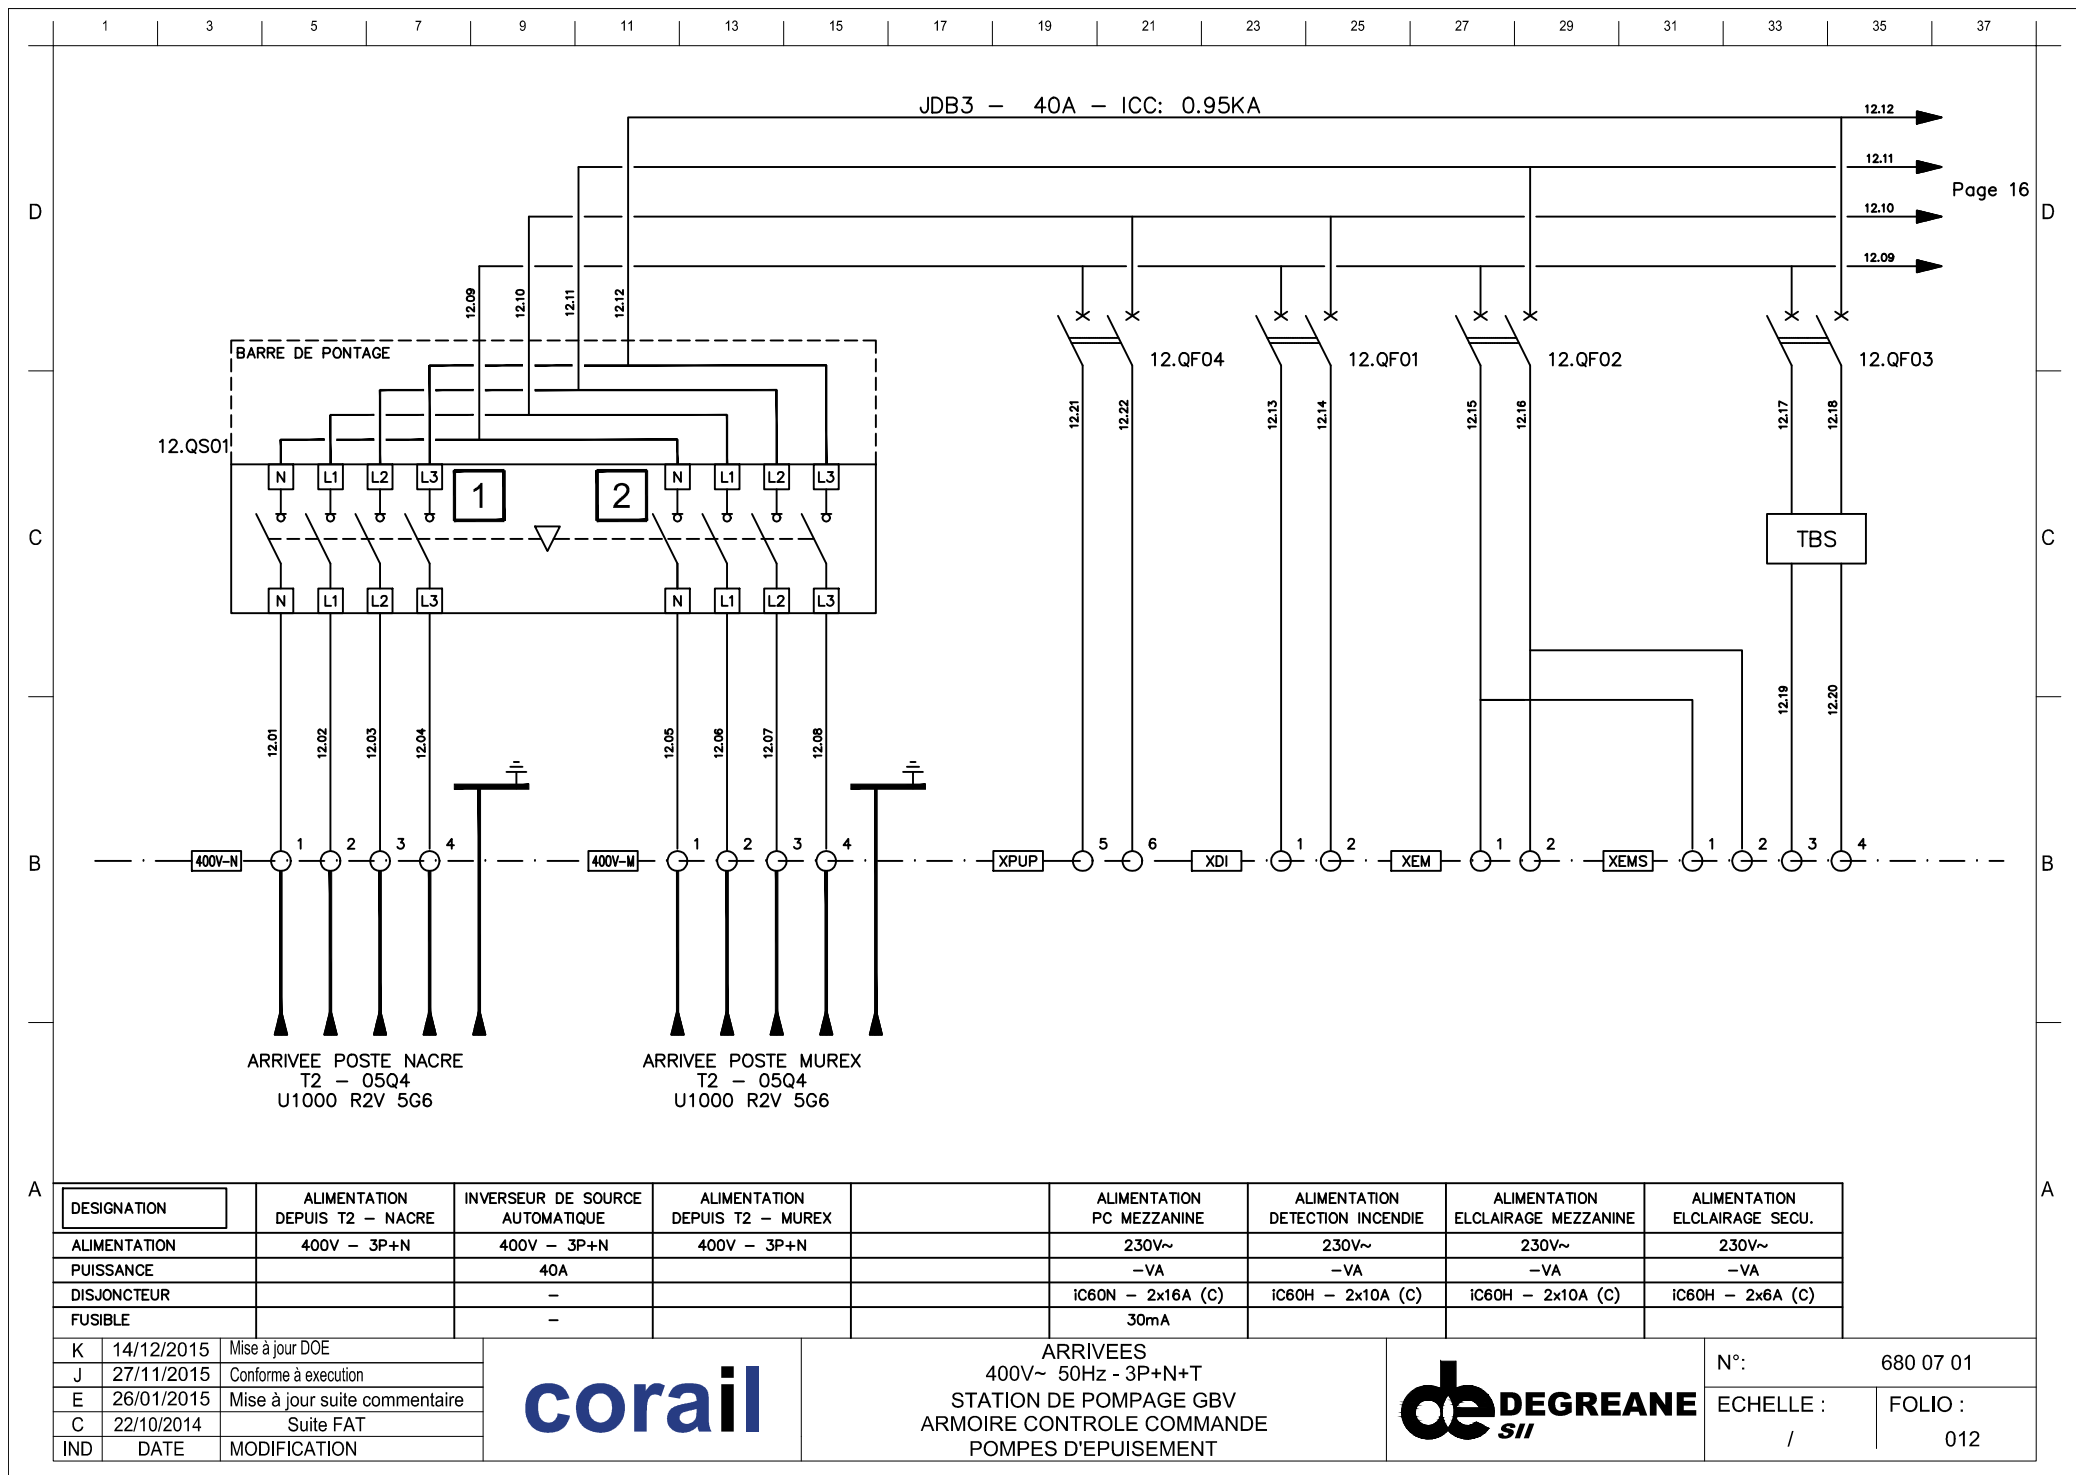 1 3 5 7 9 11 13 15 17 19 21 23 25 27 29 31 33 35 37
JDB3 - 40A - ICC: 0.95KA
12.12
12.11
Page 16
D D
12.10
12.09
12.09 12.10 12.11 12.12
BARRE DE PONTAGE
12.QF04 12.QF01 12.QF02 12.QF03
12.21 12.22 12.13 12.14 12.15 12.16 12.17 12.18
12.QS01
N L1 L2 L3 1 2 N L1 L2 L3
C TBS C
N L1 L2 L3 N L1 L2 L3
12.19 12.20
12.01 12.02 12.03 12.04 12.05 12.06 12.07 12.08
B 400V-N 1 2 3 4 400V-M 1 2 3 4 XPUP 5 6 XDI 1 2 XEM 1 2 XEMS 1 2 3 4 B
ARRIVEE POSTE NACRE
T2 - 05Q4
U1000 R2V 5G6
ARRIVEE POSTE MUREX
T2 - 05Q4
U1000 R2V 5G6
A A
DESIGNATION
ALIMENTATION
DEPUIS T2 - NACRE
INVERSEUR DE SOURCE
AUTOMATIQUE
ALIMENTATION
DEPUIS T2 - MUREX
ALIMENTATION
PC MEZZANINE
ALIMENTATION
DETECTION INCENDIE
ALIMENTATION
ELCLAIRAGE MEZZANINE
ALIMENTATION
ELCLAIRAGE SECU.
ALIMENTATION 400V - 3P+N 400V - 3P+N 400V - 3P+N 230V~ 230V~ 230V~ 230V~
PUISSANCE 40A -VA -VA -VA -VA
DISJONCTEUR - iC60N - 2x16A (C) iC60H - 2x10A (C) iC60H - 2x10A (C) iC60H - 2x6A (C)
FUSIBLE - 30mA
K 14/12/2015 Mise à jour DOE
J 27/11/2015 Conforme à execution
E 26/01/2015 Mise à jour suite commentaire
C 22/10/2014 Suite FAT
IND DATE MODIFICATION
corail
ARRIVEES
400V~ 50Hz - 3P+N+T
STATION DE POMPAGE GBV
ARMOIRE CONTROLE COMMANDE
POMPES D'EPUISEMENT
de DEGREANE
SII
N°: 680 07 01
ECHELLE : FOLIO :
/ 012